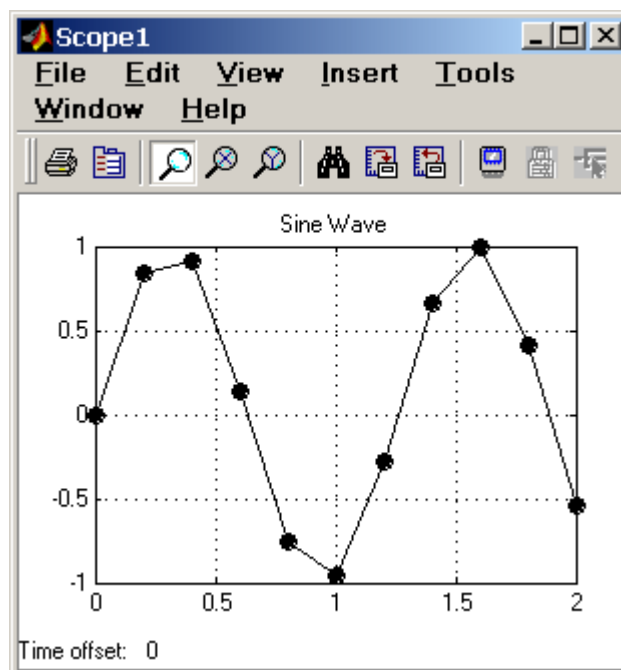 Scope1
File Edit View Insert Tools
Window Help
Sine Wave
1
0.5
0
-0.5
-1
0 0.5 1 1.5 2
Time offset: 0